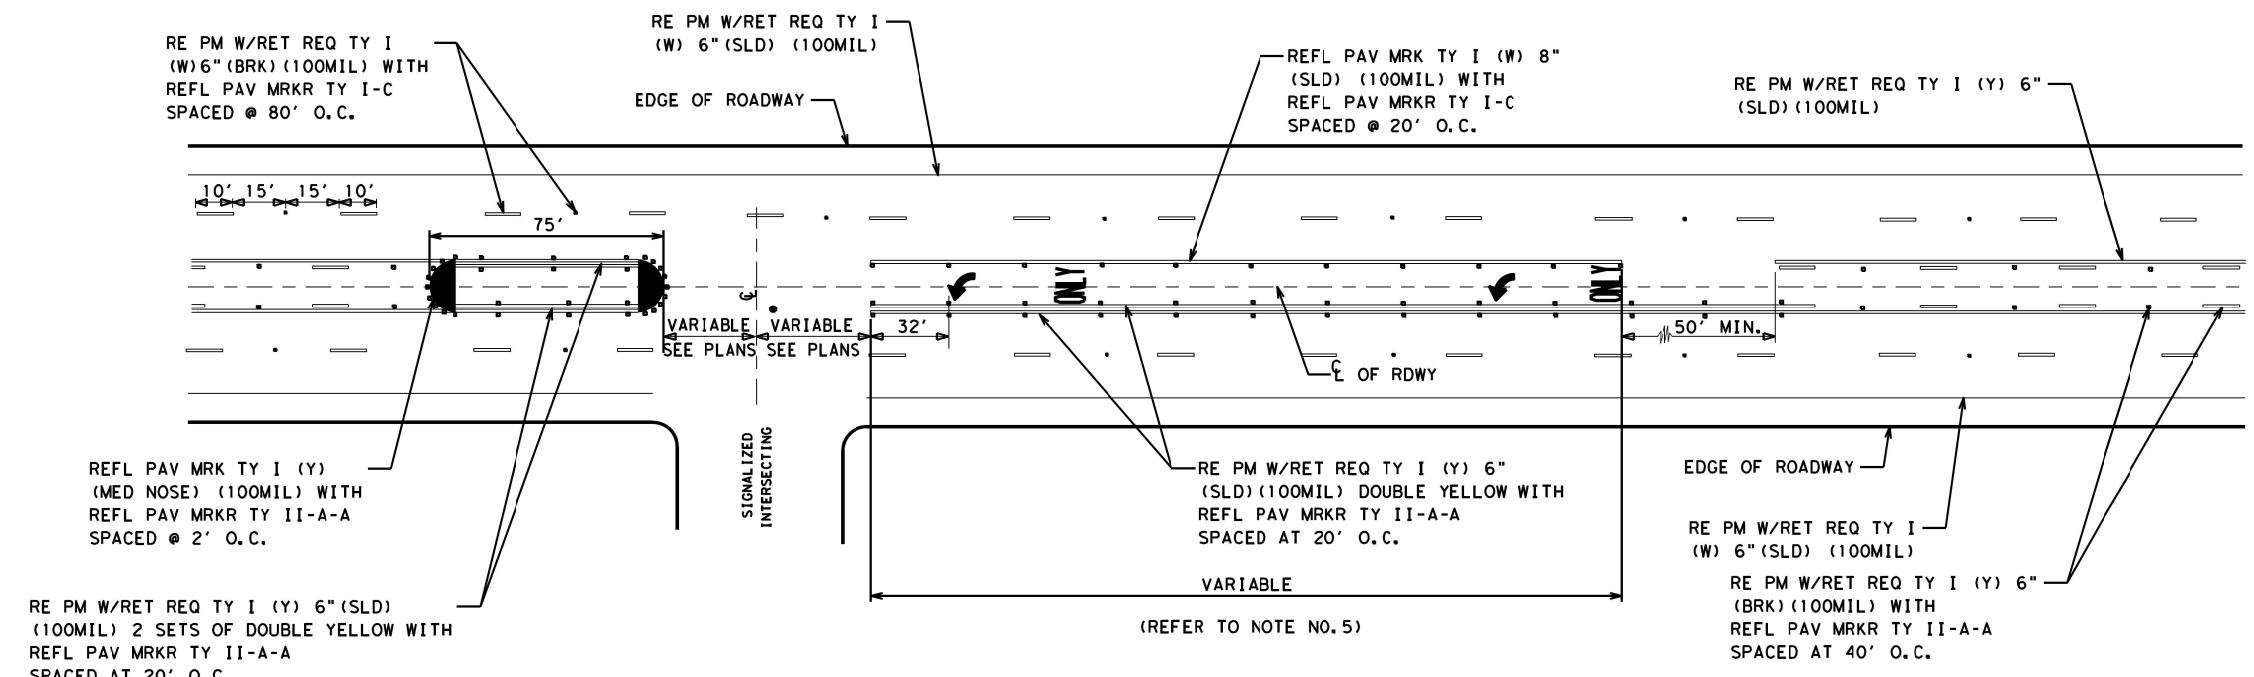 RE PM W/RET REQ TY I
(W) 6"(SLD) (100MIL)
RE PM W/RET REQ TY I
(W)6"(BRK)(100MIL) WITH
REFL PAV MRKR TY I-C
SPACED @ 80' O.C.
EDGE OF ROADWAY
REFL PAV MRK TY I (W) 8"
(SLD) (100MIL) WITH
REFL PAV MRKR TY I-C
SPACED @ 20' O.C.
RE PM W/RET REQ TY I (Y) 6"
(SLD)(100MIL)
10' 15' 15' 10'
75'
ONLY
ONLY
℄
VARIABLE VARIABLE
SEE PLANS SEE PLANS
32'
50' MIN.
℄ OF RDWY
SIGNALIZED
INTERSECTING
REFL PAV MRK TY I (Y)
(MED NOSE) (100MIL) WITH
REFL PAV MRKR TY II-A-A
SPACED @ 2' O.C.
RE PM W/RET REQ TY I (Y) 6"
(SLD)(100MIL) DOUBLE YELLOW WITH
REFL PAV MRKR TY II-A-A
SPACED AT 20' O.C.
EDGE OF ROADWAY
RE PM W/RET REQ TY I
(W) 6"(SLD) (100MIL)
RE PM W/RET REQ TY I (Y) 6"
(BRK)(100MIL) WITH
REFL PAV MRKR TY II-A-A
SPACED AT 40' O.C.
VARIABLE
(REFER TO NOTE NO.5)
RE PM W/RET REQ TY I (Y) 6"(SLD)
(100MIL) 2 SETS OF DOUBLE YELLOW WITH
REFL PAV MRKR TY II-A-A
SPACED AT 20' O.C.